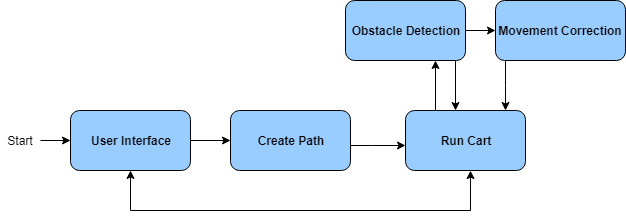 Obstacle Detection
Movement Correction
Start
User Interface
Create Path
Run Cart